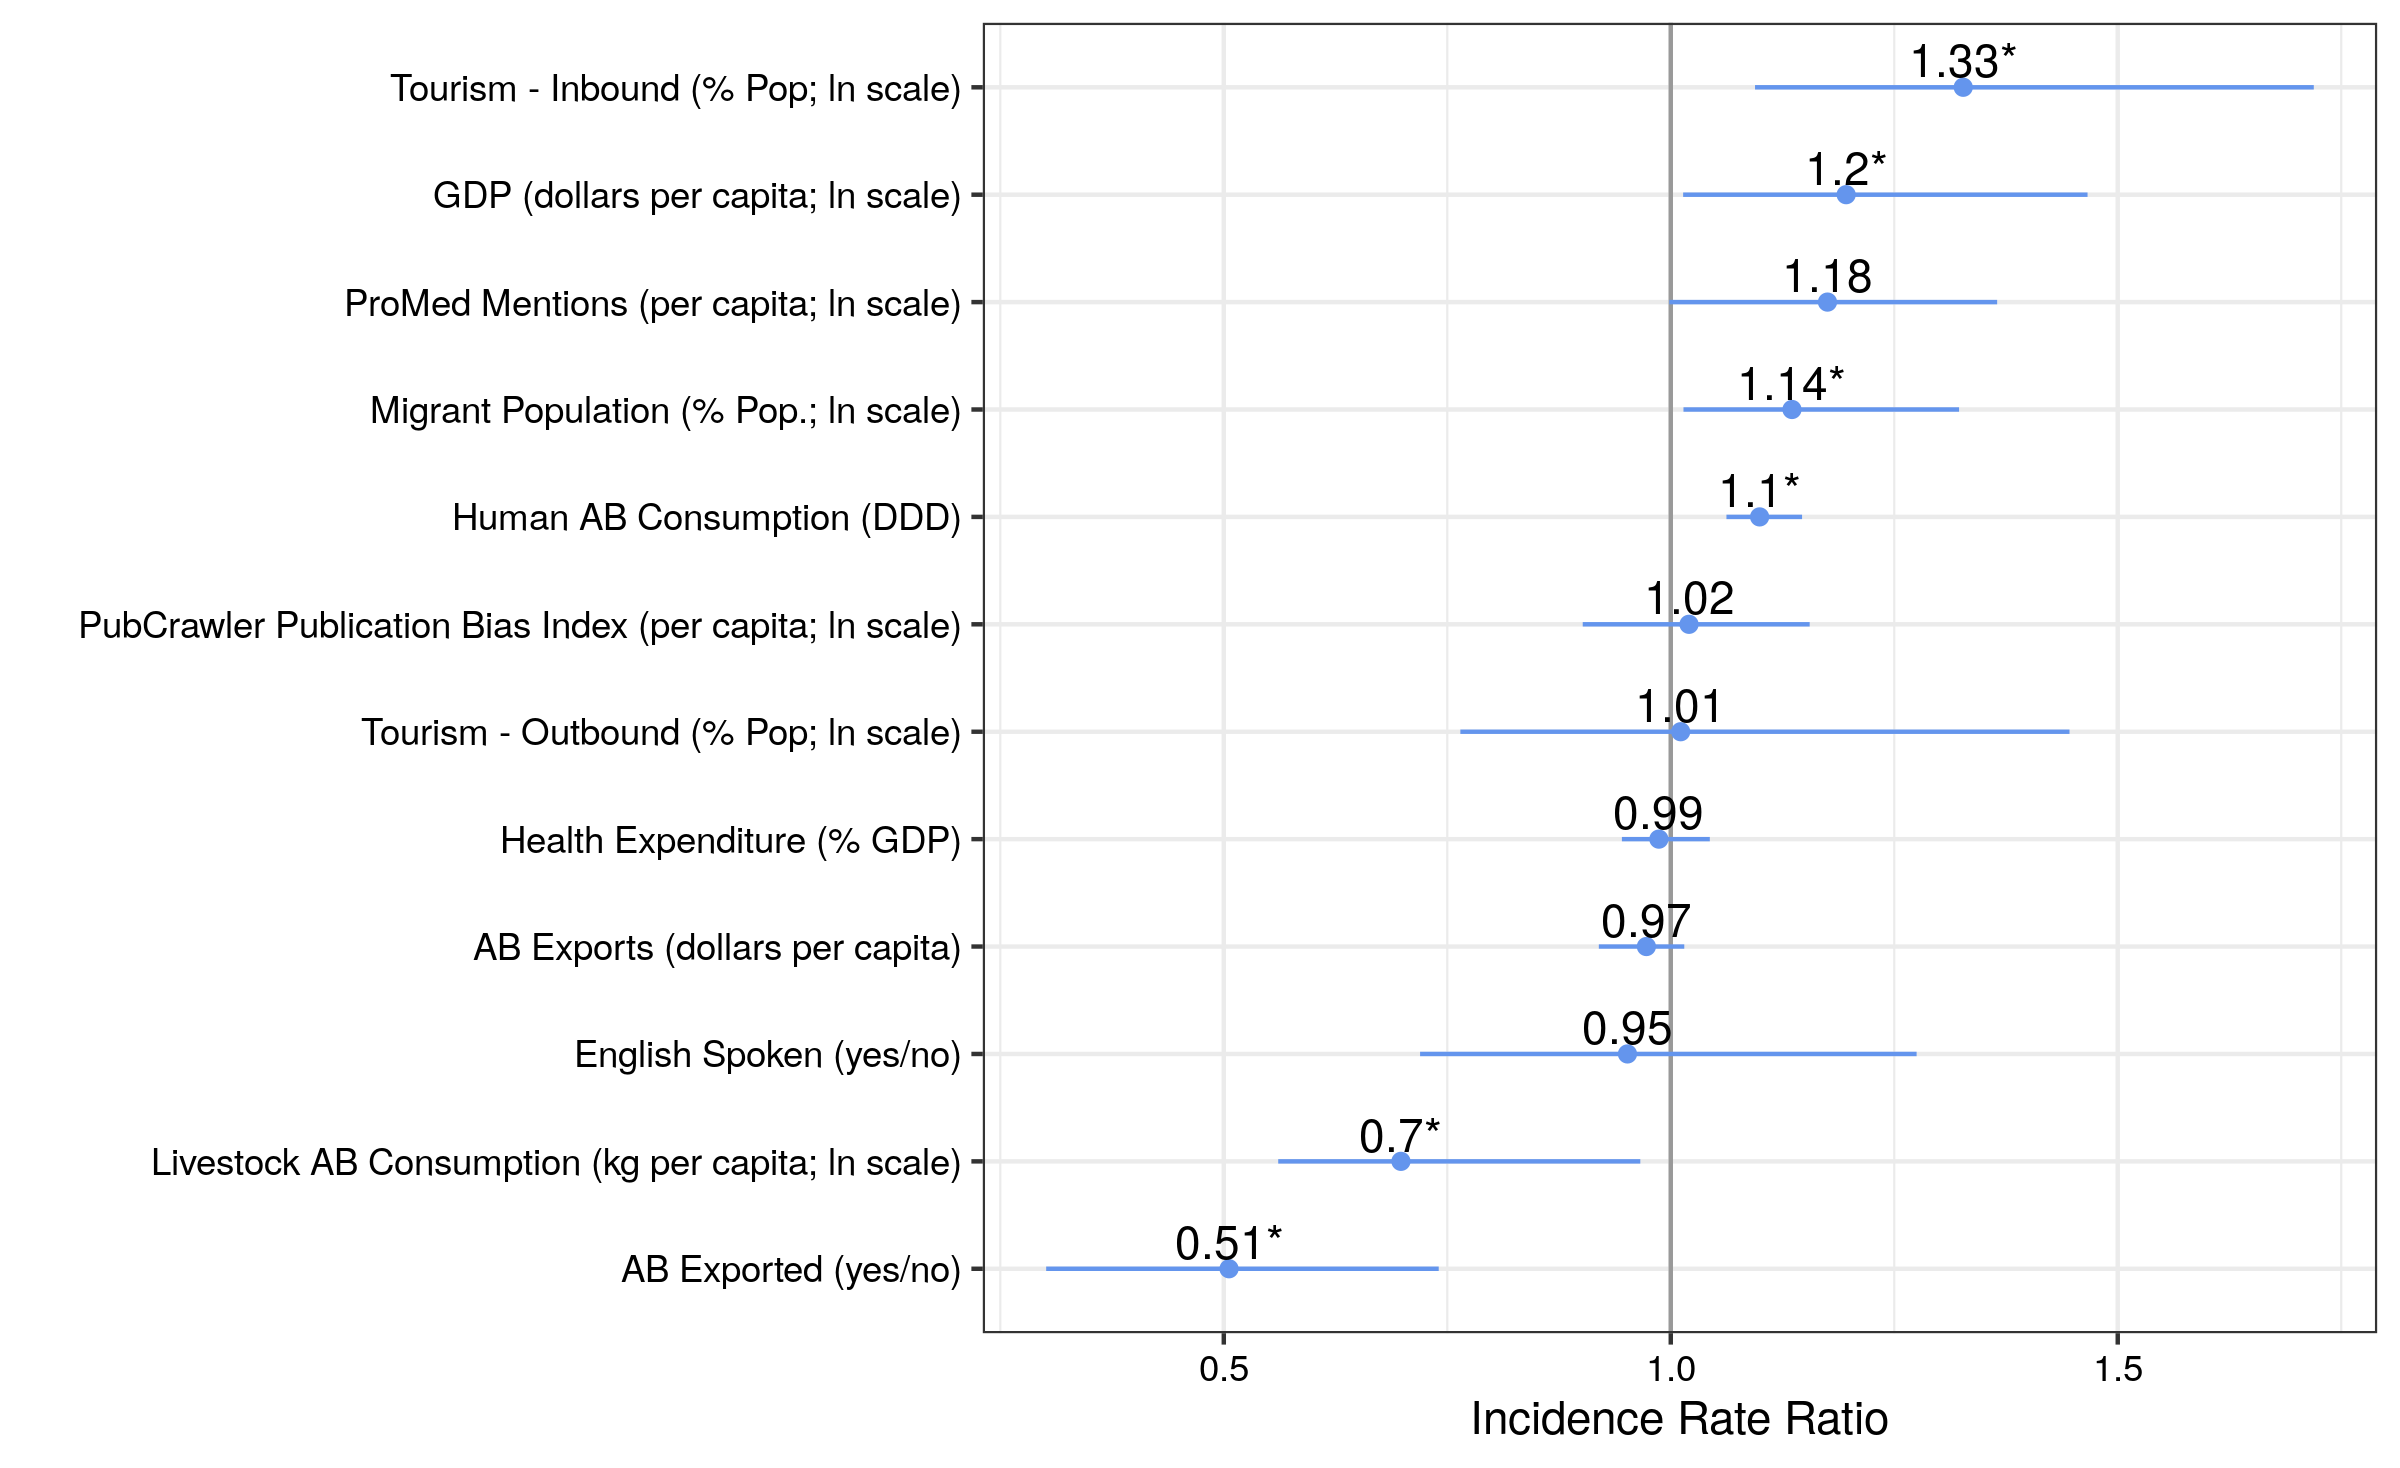 Tourism - Inbound (% Pop; ln scale) 1.33*
GDP (dollars per capita; ln scale) 1.2*
ProMed Mentions (per capita; ln scale) 1.18
Migrant Population (% Pop.; ln scale) 1.14*
Human AB Consumption (DDD) 1.1*
PubCrawler Publication Bias Index (per capita; ln scale) 1.02
Tourism - Outbound (% Pop; ln scale) 1.01
Health Expenditure (% GDP) 0.99
AB Exports (dollars per capita) 0.97
English Spoken (yes/no) 0.95
Livestock AB Consumption (kg per capita; ln scale) 0.7*
AB Exported (yes/no) 0.51*
0.5 1.0 1.5
Incidence Rate Ratio